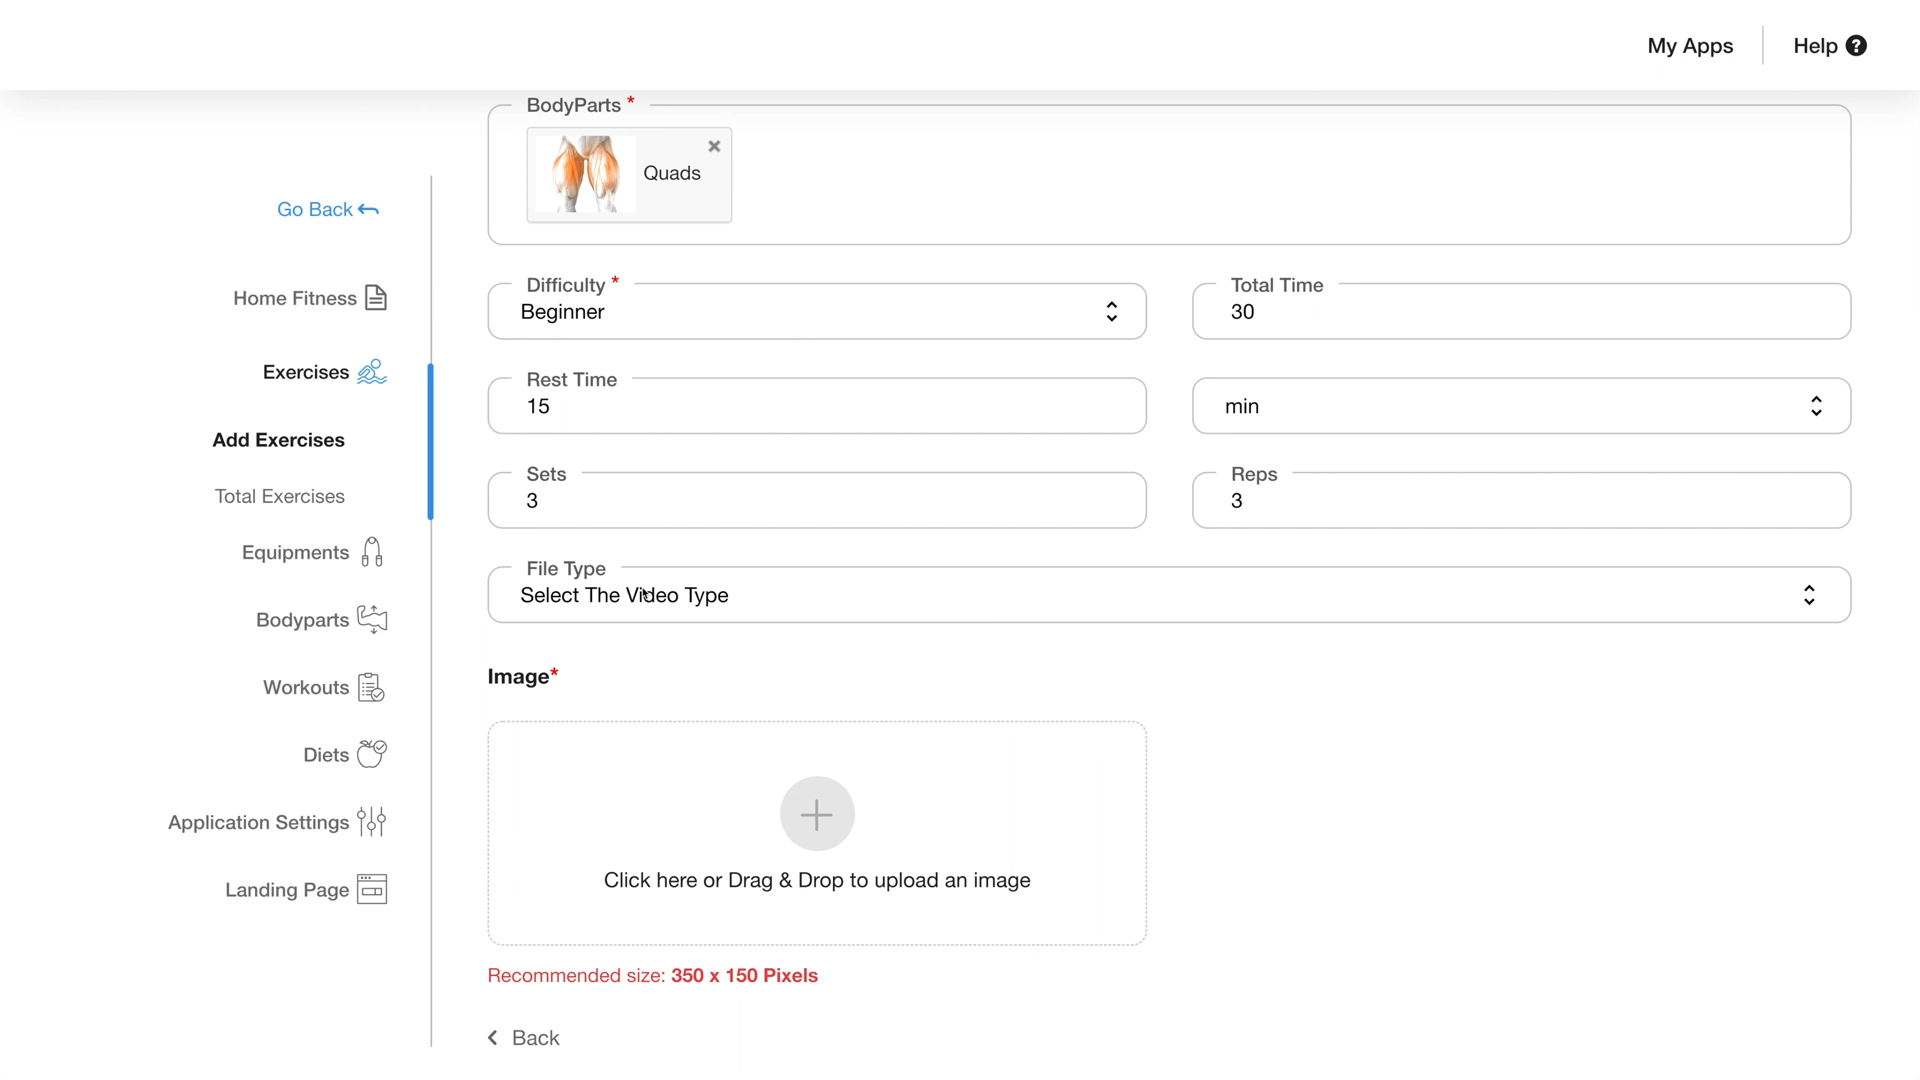 My Apps
Help ?
Go Back
Home Fitness
Exercises
Add Exercises
Total Exercises
Equipments
Bodyparts
Workouts
Diets
Application Settings
Landing Page
BodyParts *
Quads
Difficulty *
Beginner
Total Time
30
Rest Time
15
min
Sets
3
Reps
3
File Type
Select The Video Type
Image*
Click here or Drag & Drop to upload an image
Recommended size: 350 x 150 Pixels
Back